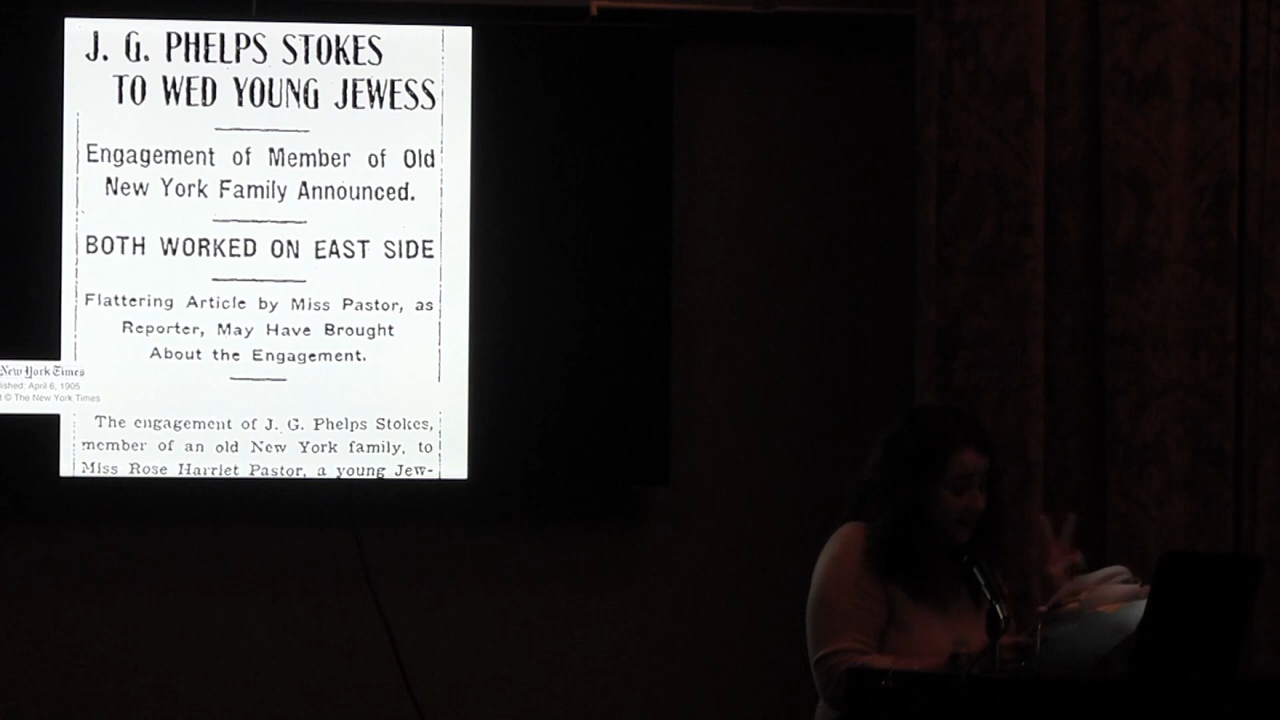 J. G. PHELPS STOKES
TO WED YOUNG JEWESS
Engagement of Member of Old
New York Family Announced.
BOTH WORKED ON EAST SIDE
Flattering Article by Miss Pastor, as
Reporter, May Have Brought
About the Engagement.
New York Times
ished: April 6, 1905
t © The New York Times
The engagement of J. G. Phelps Stokes,
member of an old New York family, to
Miss Rose Harriet Pastor, a young Jew-